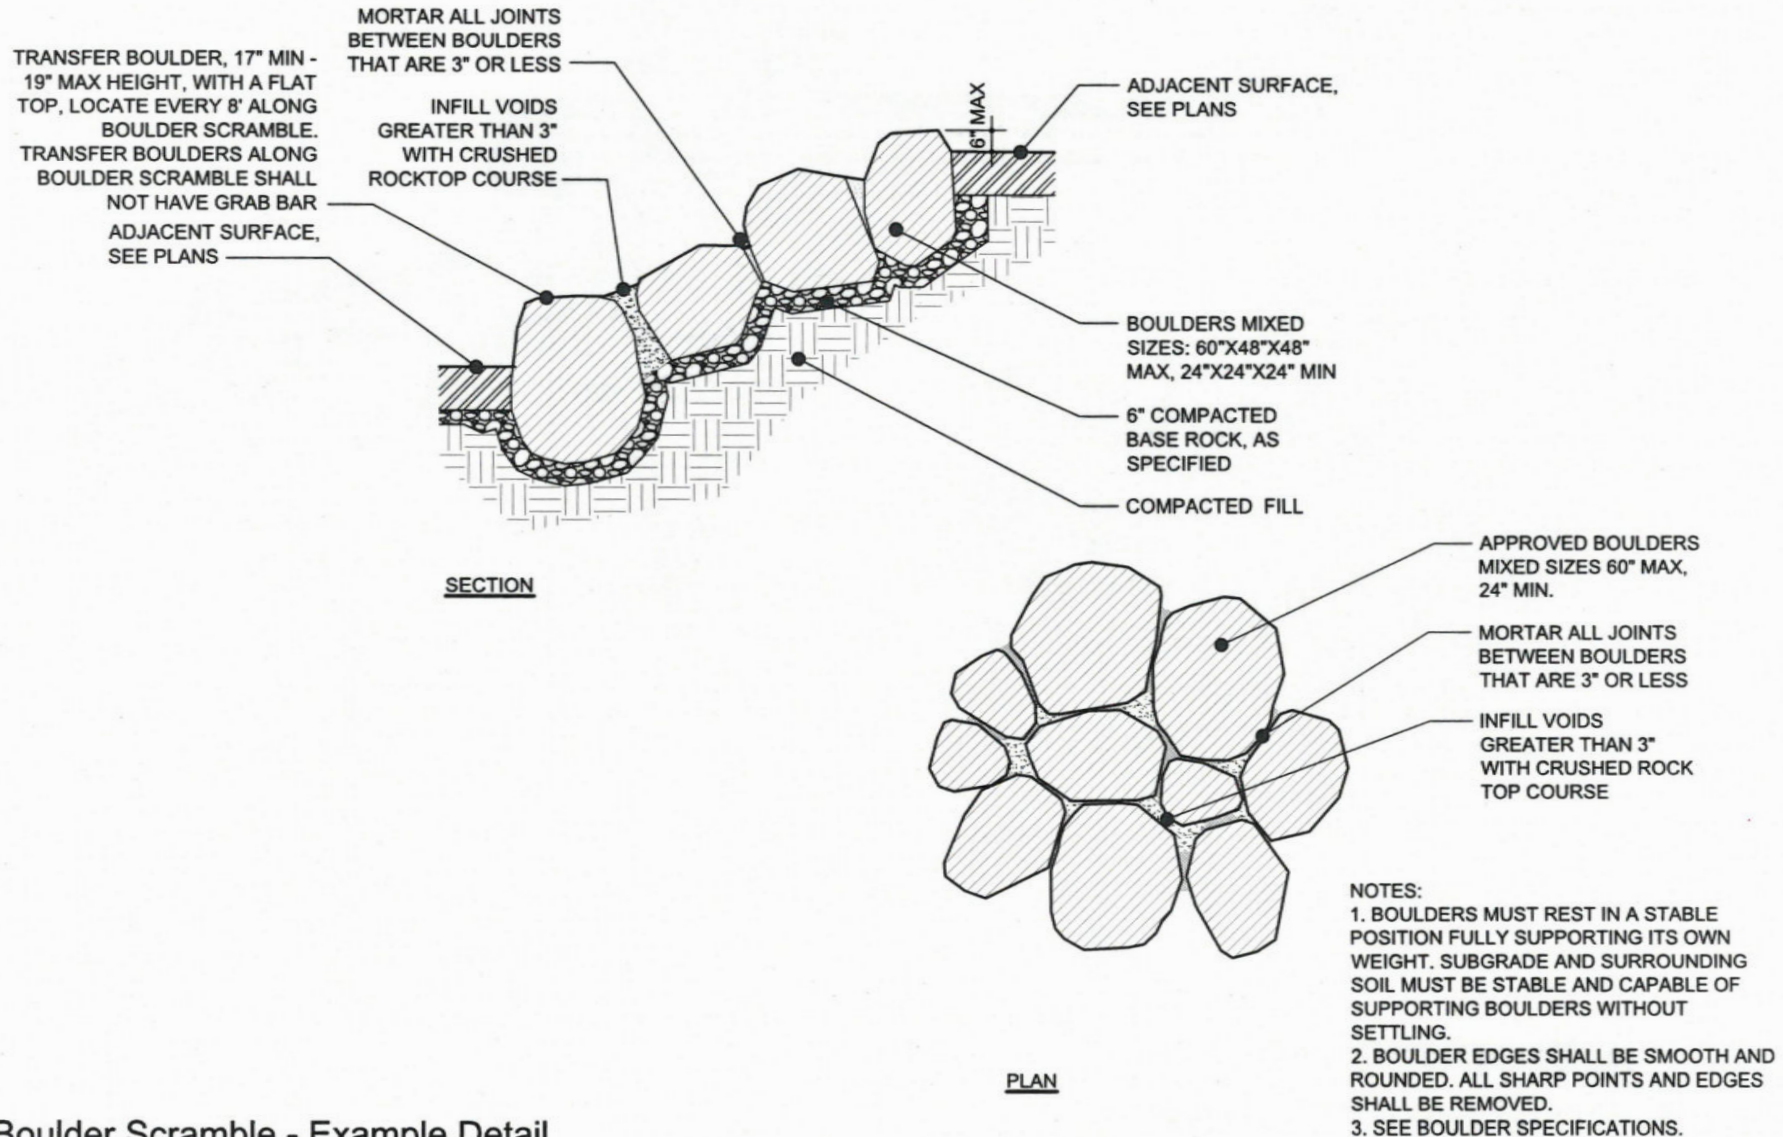 MORTAR ALL JOINTS
BETWEEN BOULDERS
THAT ARE 3" OR LESS
TRANSFER BOULDER, 17" MIN -
19" MAX HEIGHT, WITH A FLAT
TOP, LOCATE EVERY 8' ALONG
BOULDER SCRAMBLE.
TRANSFER BOULDERS ALONG
BOULDER SCRAMBLE SHALL
NOT HAVE GRAB BAR
INFILL VOIDS
GREATER THAN 3"
WITH CRUSHED
ROCKTOP COURSE
ADJACENT SURFACE,
SEE PLANS
6" MAX
ADJACENT SURFACE,
SEE PLANS
BOULDERS MIXED
SIZES: 60"X48"X48"
MAX, 24"X24"X24" MIN
6" COMPACTED
BASE ROCK, AS
SPECIFIED
COMPACTED FILL
SECTION
APPROVED BOULDERS
MIXED SIZES 60" MAX,
24" MIN.
MORTAR ALL JOINTS
BETWEEN BOULDERS
THAT ARE 3" OR LESS
INFILL VOIDS
GREATER THAN 3"
WITH CRUSHED ROCK
TOP COURSE
PLAN
NOTES:
1. BOULDERS MUST REST IN A STABLE
POSITION FULLY SUPPORTING ITS OWN
WEIGHT. SUBGRADE AND SURROUNDING
SOIL MUST BE STABLE AND CAPABLE OF
SUPPORTING BOULDERS WITHOUT
SETTLING.
2. BOULDER EDGES SHALL BE SMOOTH AND
ROUNDED. ALL SHARP POINTS AND EDGES
SHALL BE REMOVED.
3. SEE BOULDER SPECIFICATIONS.
Boulder Scramble - Example Detail